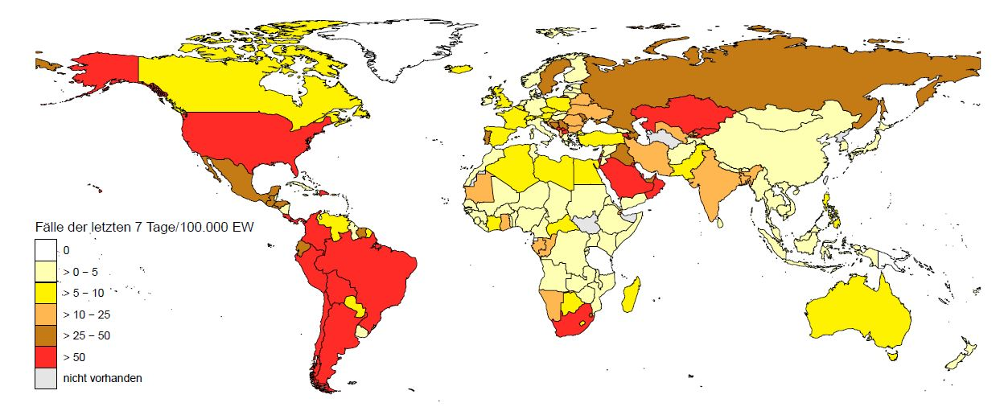 Fälle der letzten 7 Tage/100.000 EW
0
> 0 – 5
> 5 – 10
> 10 – 25
> 25 – 50
> 50
nicht vorhanden